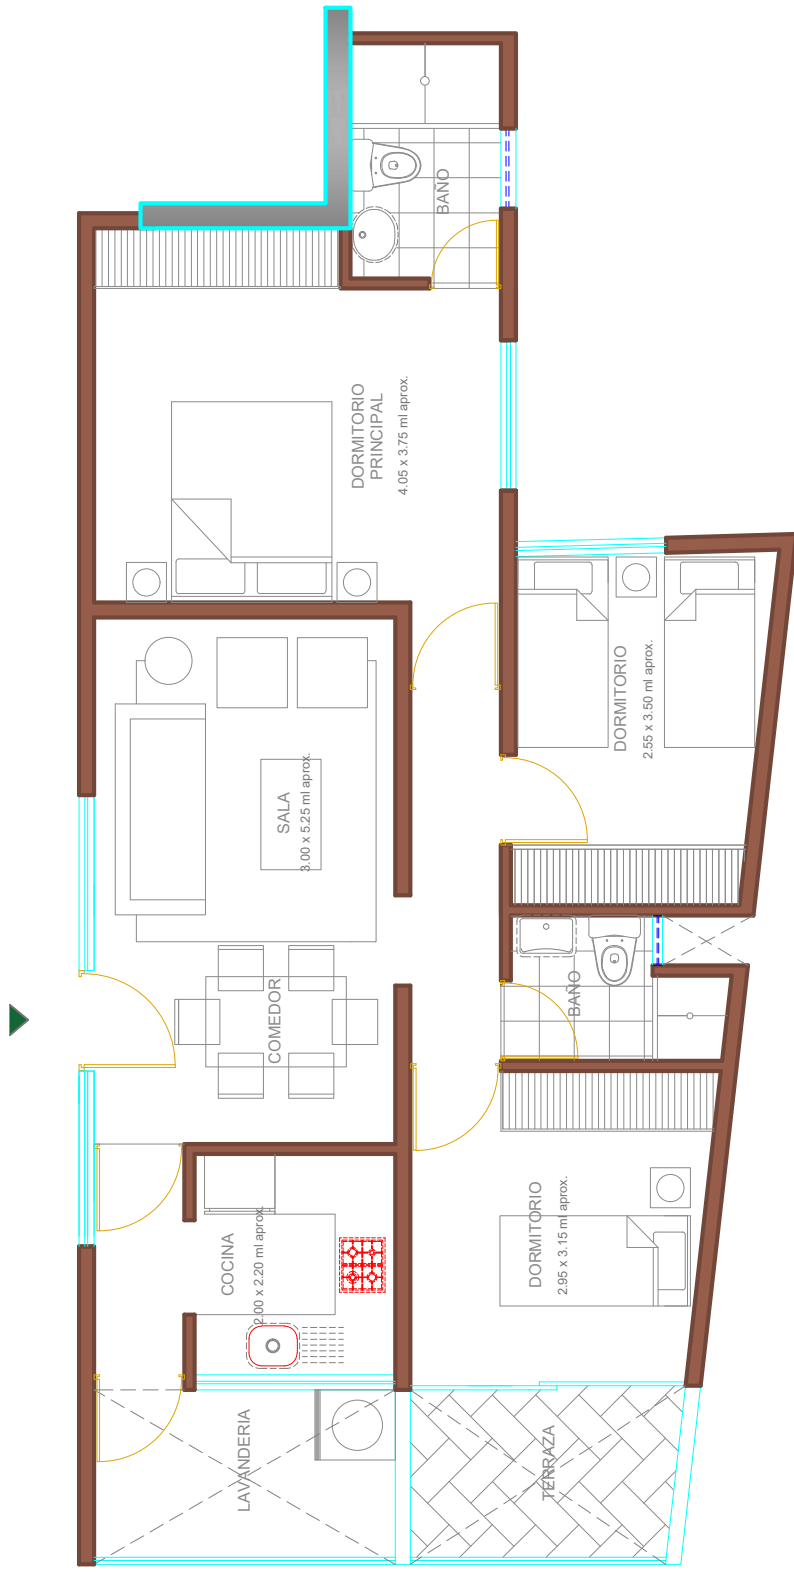 BAÑO
DORMITORIO
PRINCIPAL
4.05 x 3.75 ml aprox.
DORMITORIO
2.55 x 3.50 ml aprox.
SALA
3.00 x 5.25 ml aprox.
COMEDOR
BAÑO
COCINA
2.00 x 2.20 ml aprox.
DORMITORIO
2.95 x 3.15 ml aprox.
LAVANDERIA
TERRAZA